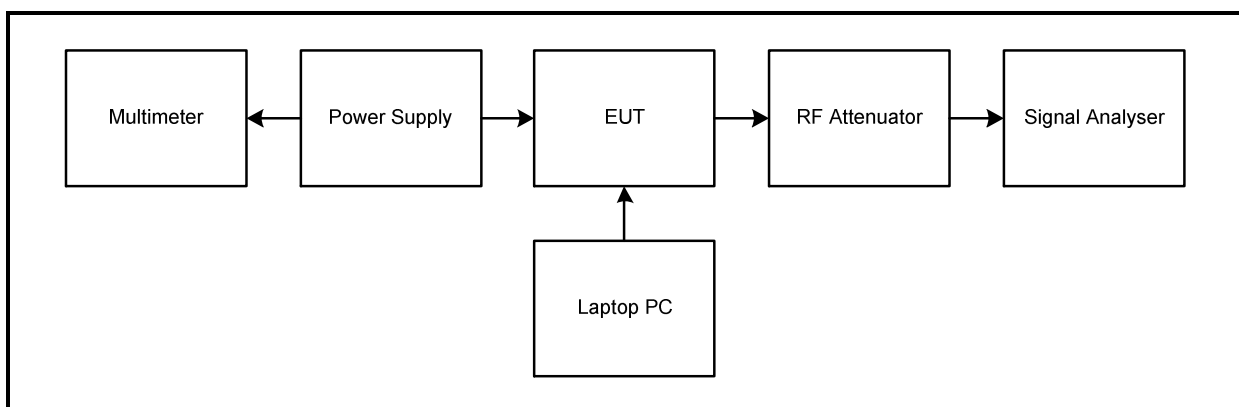 Multimeter
Power Supply
EUT
RF Attenuator
Signal Analyser
Laptop PC